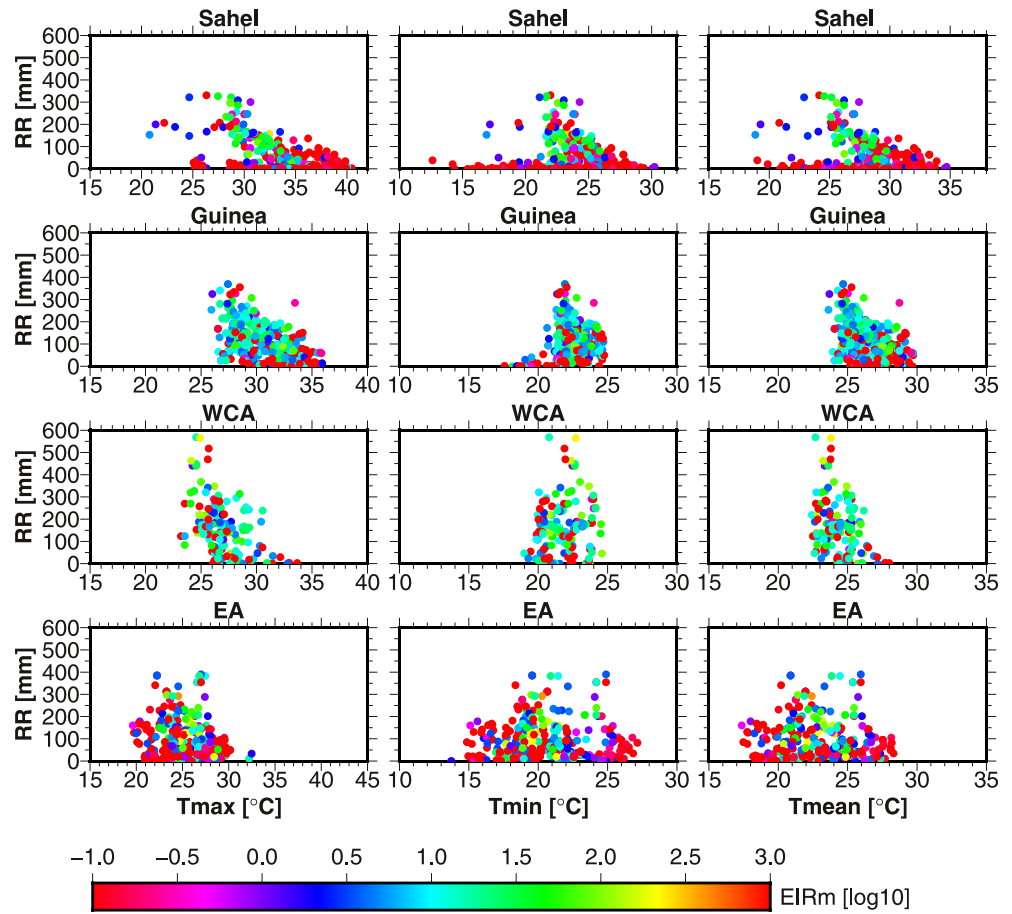 Sahel Sahel Sahel
600
500
400
300
200
100
0
RR [mm]
15 20 25 30 35 40 10 15 20 25 30 15 20 25 30 35
Guinea Guinea Guinea
600
500
400
300
200
100
0
RR [mm]
15 20 25 30 35 40 10 15 20 25 30 15 20 25 30 35
WCA WCA WCA
600
500
400
300
200
100
0
RR [mm]
15 20 25 30 35 40 10 15 20 25 30 15 20 25 30 35
EA EA EA
600
500
400
300
200
100
0
RR [mm]
15 20 25 30 35 40 45 10 15 20 25 30 15 20 25 30 35
Tmax [°C] Tmin [°C] Tmean [°C]
−1.0 −0.5 0.0 0.5 1.0 1.5 2.0 2.5 3.0
EIRm [log10]